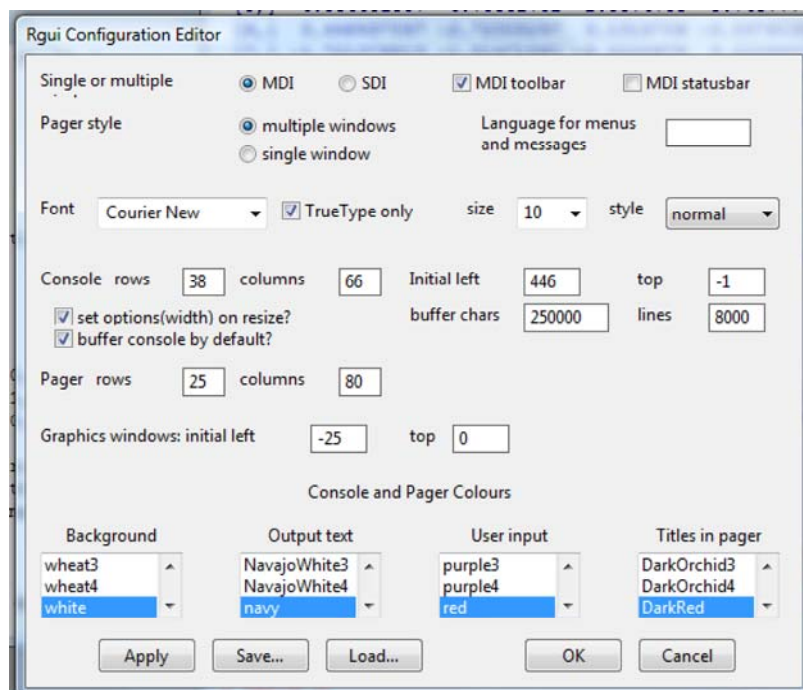 Rgui Configuration Editor
Single or multiple MDI SDI MDI toolbar MDI statusbar
Pager style multiple windows Language for menus
single window and messages
Font Courier New TrueType only size 10 style normal
Console rows 38 columns 66 Initial left 446 top -1
set options(width) on resize? buffer chars 250000 lines 8000
buffer console by default?
Pager rows 25 columns 80
Graphics windows: initial left -25 top 0
Console and Pager Colours
Background Output text User input Titles in pager
wheat3 NavajoWhite3 purple3 DarkOrchid3
wheat4 NavajoWhite4 purple4 DarkOrchid4
white navy red DarkRed
Apply Save... Load... OK Cancel